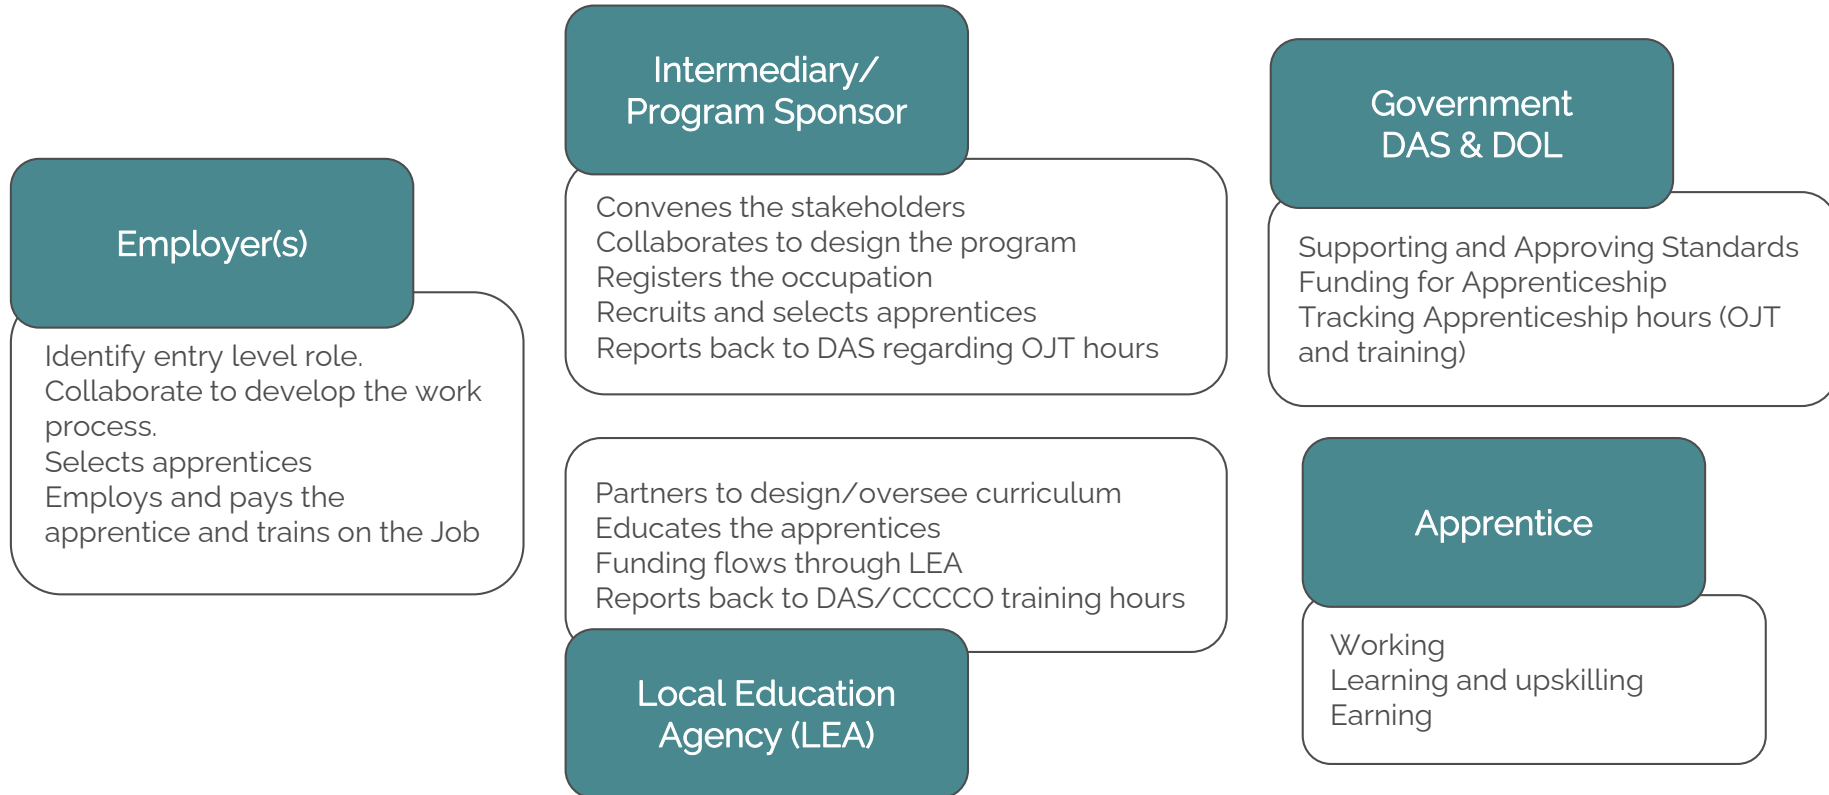 Employer(s)
Identify entry level role.
Collaborate to develop the work
process.
Selects apprentices
Employs and pays the
apprentice and trains on the Job
Intermediary/
Program Sponsor
Convenes the stakeholders
Collaborates to design the program
Registers the occupation
Recruits and selects apprentices
Reports back to DAS regarding OJT hours
Partners to design/oversee curriculum
Educates the apprentices
Funding flows through LEA
Reports back to DAS/CCCCO training hours
Local Education
Agency (LEA)
Government
DAS & DOL
Supporting and Approving Standards
Funding for Apprenticeship
Tracking Apprenticeship hours (OJT
and training)
Apprentice
Working
Learning and upskilling
Earning